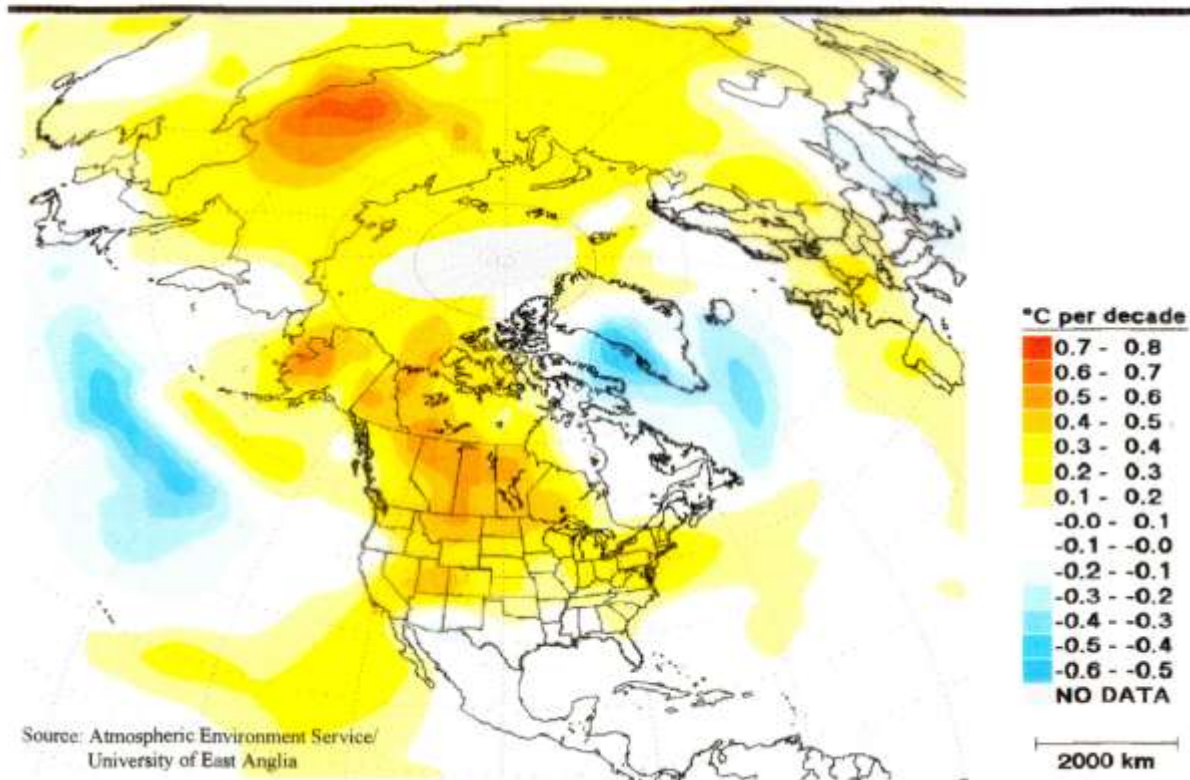 °C per decade
0.7 - 0.8
0.6 - 0.7
0.5 - 0.6
0.4 - 0.5
0.3 - 0.4
0.2 - 0.3
0.1 - 0.2
-0.0 - 0.1
-0.1 - -0.0
-0.2 - -0.1
-0.3 - -0.2
-0.4 - -0.3
-0.5 - -0.4
-0.6 - -0.5
NO DATA
2000 km
Source: Atmospheric Environment Service/
University of East Anglia